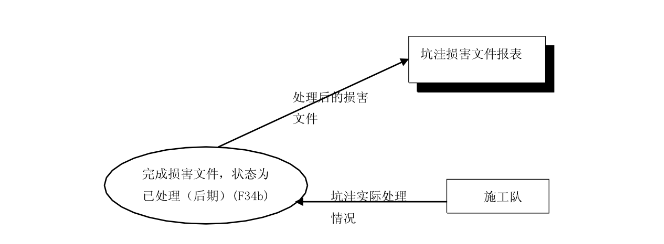 坑洼损害文件报表
处理后的损害
文件
完成损害文件，状态为
已处理（后期）(F34b)
坑洼实际处理
情况
施工队